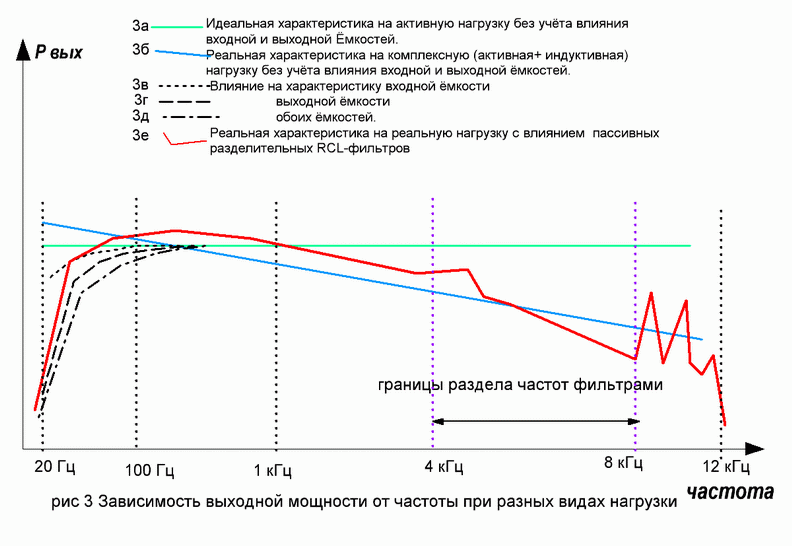 Р вых
3а Идеальная характеристика на активную нагрузку без учёта влияния
входной и выходной Ёмкостей.
3б Реальная характеристика на комплексную (активная+ индуктивная)
нагрузку без учёта влияния входной и выходной ёмкостей.
3в Влияние на характеристику входной ёмкости
3г выходной ёмкости
3д обоих ёмкостей.
3е Реальная характеристика на реальную нагрузку с влиянием пассивных
разделительных RCL-фильтров
границы раздела частот фильтрами
20 Гц 100 Гц 1 кГц 4 кГц 8 кГц 12 кГц
частота
рис 3 Зависимость выходной мощности от частоты при разных видах нагрузки